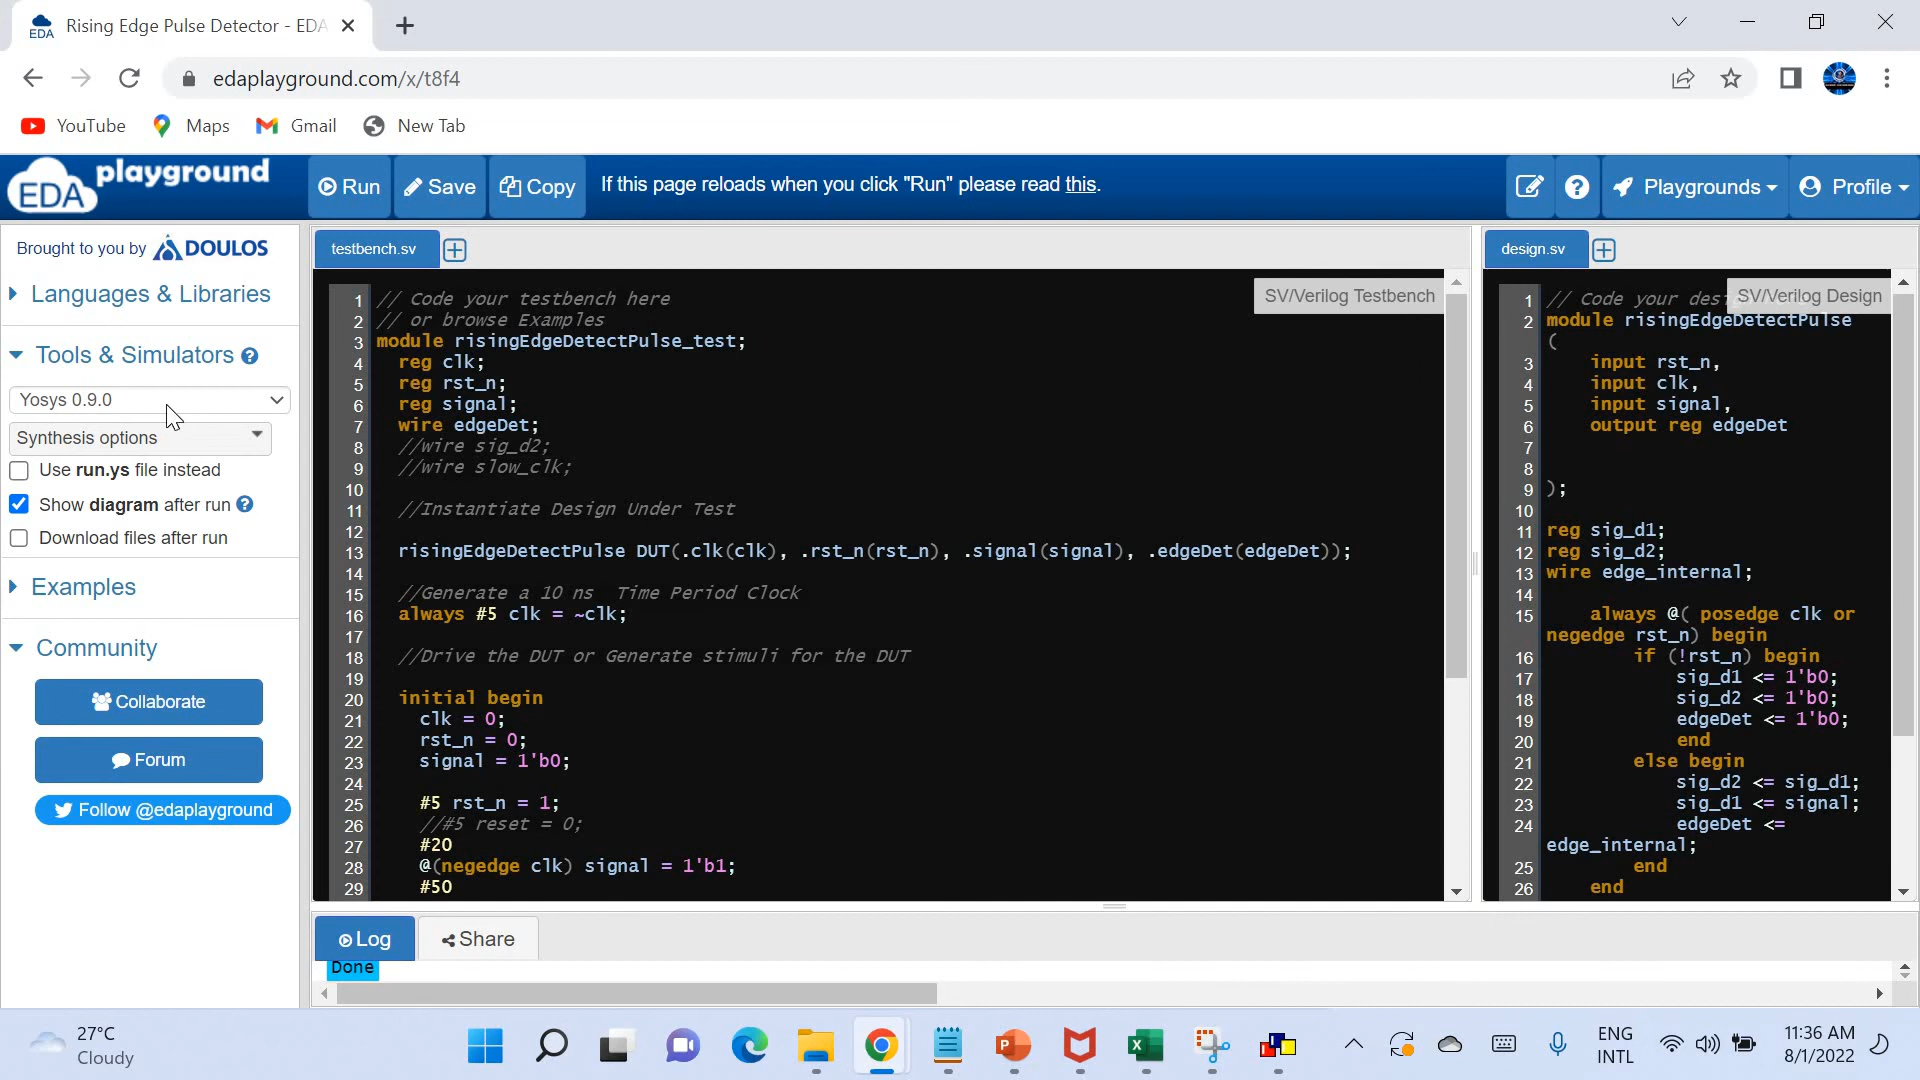 Rising Edge Pulse Detector - EDA
edaplayground.com/x/t8f4
YouTube
Maps
Gmail
New Tab
EDA playground
Run
Save
Copy
If this page reloads when you click "Run" please read this.
Playgrounds
Profile
Brought to you by DOULOS
Languages & Libraries
Tools & Simulators
Yosys 0.9.0
Synthesis options
Use run.ys file instead
Show diagram after run
Download files after run
Examples
Community
Collaborate
Forum
Follow @edaplayground
testbench.sv
SV/Verilog Testbench
1 // Code your testbench here
2 // or browse Examples
3 module risingEdgeDetectPulse_test;
4 reg clk;
5 reg rst_n;
6 reg signal;
7 wire edgeDet;
8 //wire sig_d2;
9 //wire slow_clk;
10
11 //Instantiate Design Under Test
12
13 risingEdgeDetectPulse DUT(.clk(clk), .rst_n(rst_n), .signal(signal), .edgeDet(edgeDet));
14
15 //Generate a 10 ns  Time Period Clock
16 always #5 clk = ~clk;
17
18 //Drive the DUT or Generate stimuli for the DUT
19
20 initial begin
21 clk = 0;
22 rst_n = 0;
23 signal = 1'b0;
24
25 #5 rst_n = 1;
26 //#5 reset = 0;
27 #20
28 @(negedge clk) signal = 1'b1;
29 #50
design.sv
SV/Verilog Design
1 // Code your des
2 module risingEdgeDetectPulse
(
3 input rst_n,
4 input clk,
5 input signal,
6 output reg edgeDet
7
8
9 );
10
11 reg sig_d1;
12 reg sig_d2;
13 wire edge_internal;
14
15 always @( posedge clk or
negedge rst_n) begin
16 if (!rst_n) begin
17 sig_d1 <= 1'b0;
18 sig_d2 <= 1'b0;
19 edgeDet <= 1'b0;
20 end
21 else begin
22 sig_d2 <= sig_d1;
23 sig_d1 <= signal;
24 edgeDet <=
edge_internal;
25 end
26 end
Log
Share
Done
27°C
Cloudy
ENG
INTL
11:36 AM
8/1/2022